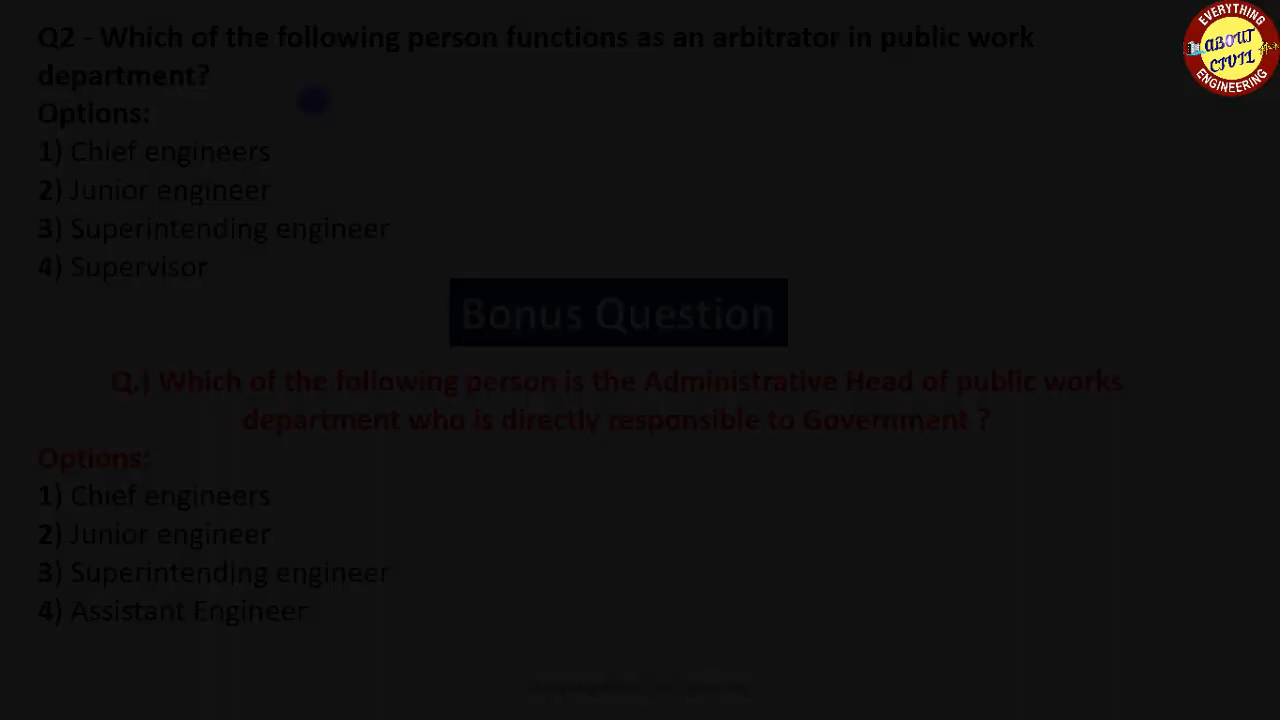 Q2 - Which of the following person functions as an arbitrator in public work
department?
Options:
1) Chief engineers
2) Junior engineer
3) Superintending engineer
4) Supervisor
Bonus Question
Q.) Which of the following person is the Administrative Head of public works
department who is directly responsible to Government ?
Options:
1) Chief engineers
2) Junior engineer
3) Superintending engineer
4) Assistant Engineer
EVERYTHING
ABOUT
CIVIL
ENGINEERING